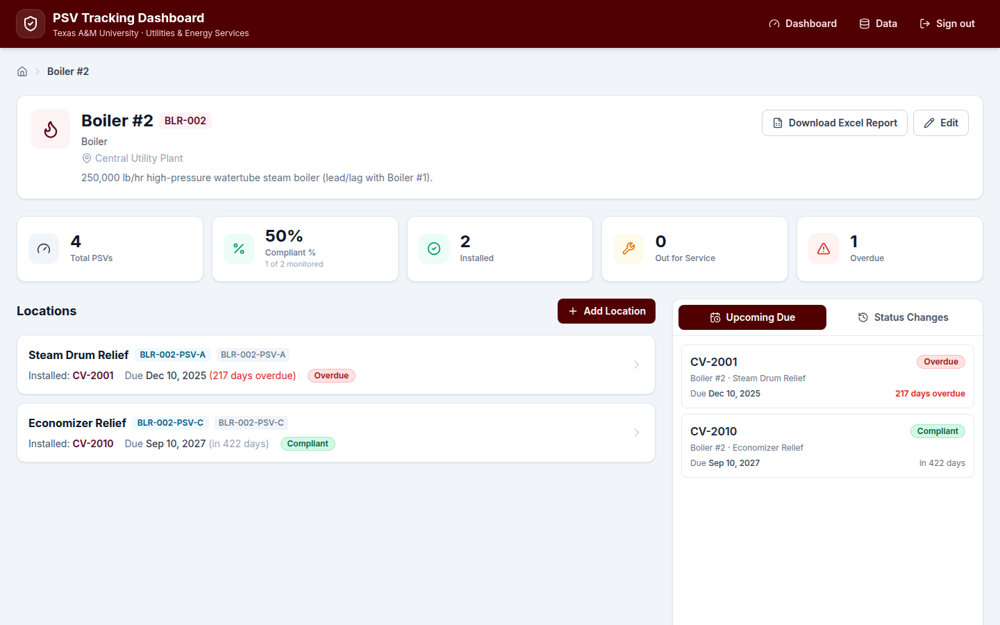 PSV Tracking Dashboard
Texas A&M University · Utilities & Energy Services
Dashboard
Data
Sign out
Boiler #2
Boiler #2 BLR-002
Boiler
Central Utility Plant
250,000 lb/hr high-pressure watertube steam boiler (lead/lag with Boiler #1).
Download Excel Report
Edit
4
Total PSVs
50%
Compliant %
1 of 2 monitored
2
Installed
0
Out for Service
1
Overdue
Locations
Add Location
Steam Drum Relief BLR-002-PSV-A BLR-002-PSV-A
Installed: CV-2001 Due Dec 10, 2025 (217 days overdue) Overdue
Economizer Relief BLR-002-PSV-C BLR-002-PSV-C
Installed: CV-2010 Due Sep 10, 2027 (in 422 days) Compliant
Upcoming Due
Status Changes
CV-2001 Overdue
Boiler #2 · Steam Drum Relief
Due Dec 10, 2025 217 days overdue
CV-2010 Compliant
Boiler #2 · Economizer Relief
Due Sep 10, 2027 in 422 days